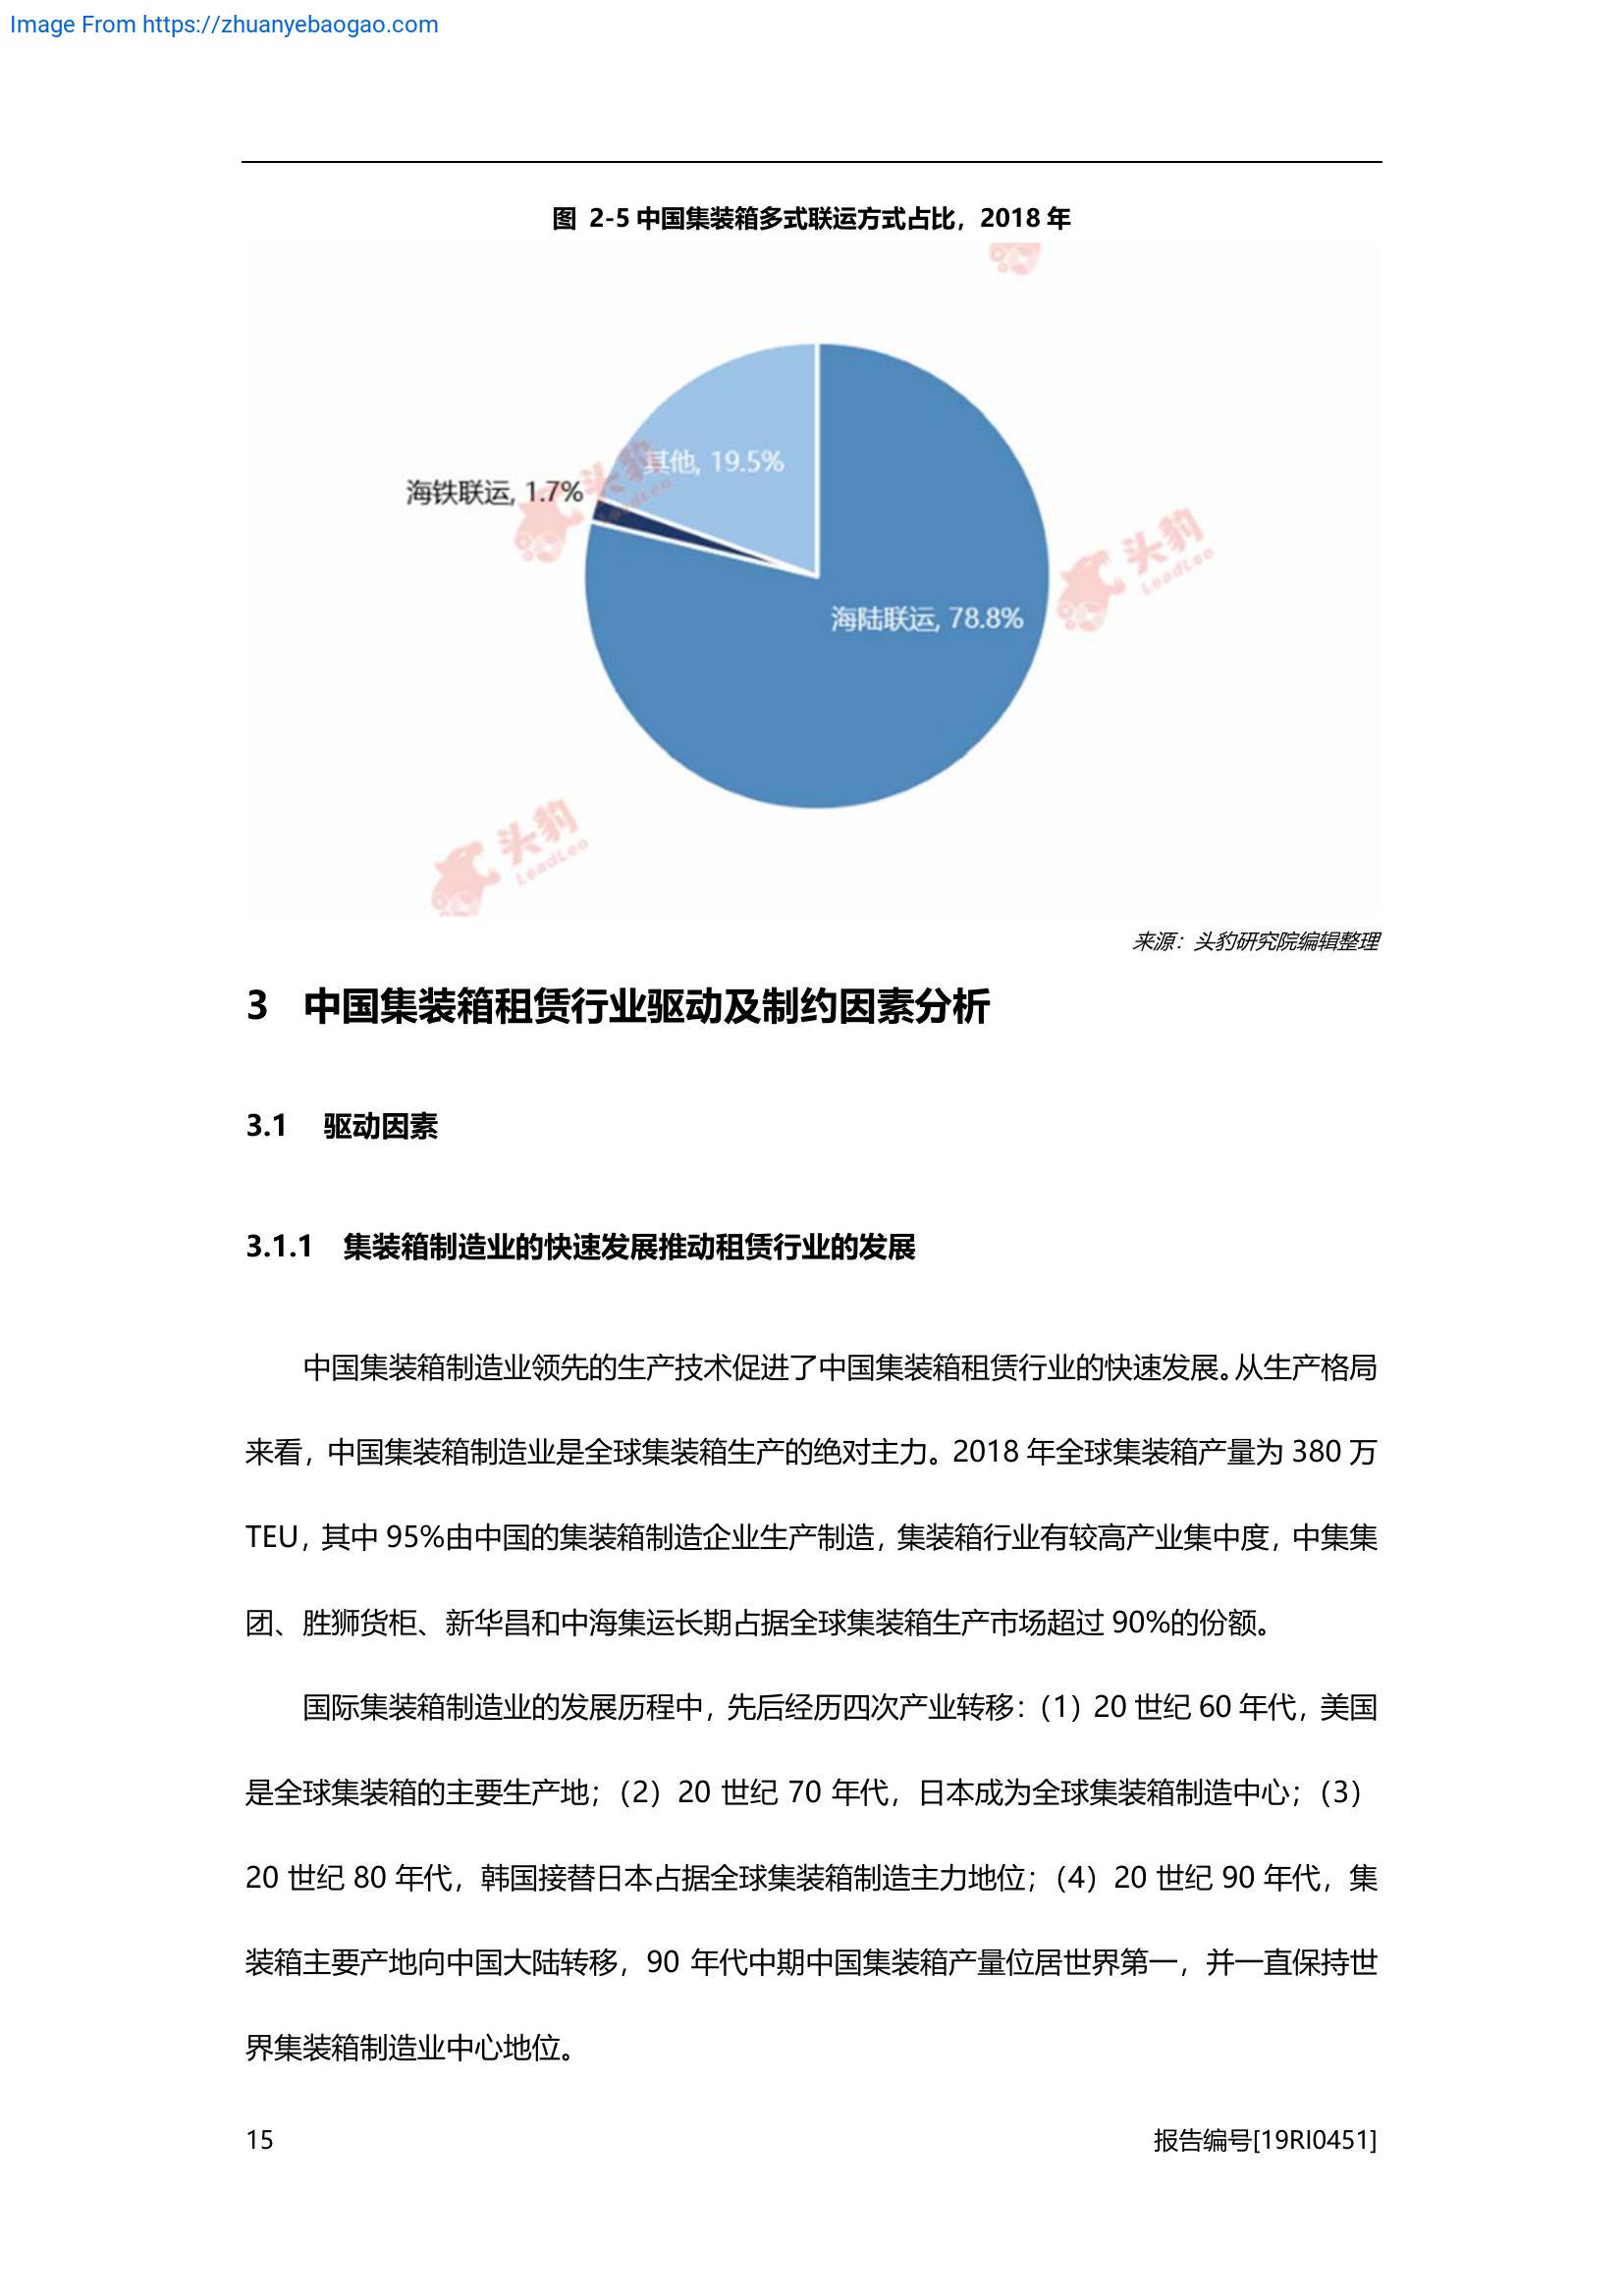 Image From https://zhuanyebaogao.com
图 2-5 中国集装箱多式联运方式占比，2018 年
其他, 19.5%
海铁联运, 1.7%
海陆联运, 78.8%
头豹
LeadLeo
头豹
LeadLeo
头豹
LeadLeo
来源：头豹研究院编辑整理
3 中国集装箱租赁行业驱动及制约因素分析
3.1 驱动因素
3.1.1 集装箱制造业的快速发展推动租赁行业的发展
中国集装箱制造业领先的生产技术促进了中国集装箱租赁行业的快速发展。从生产格局
来看，中国集装箱制造业是全球集装箱生产的绝对主力。2018 年全球集装箱产量为 380 万
TEU，其中 95%由中国的集装箱制造企业生产制造，集装箱行业有较高产业集中度，中集集
团、胜狮货柜、新华昌和中海集运长期占据全球集装箱生产市场超过 90%的份额。
国际集装箱制造业的发展历程中，先后经历四次产业转移：（1）20 世纪 60 年代，美国
是全球集装箱的主要生产地；（2）20 世纪 70 年代，日本成为全球集装箱制造中心；（3）
20 世纪 80 年代，韩国接替日本占据全球集装箱制造主力地位；（4）20 世纪 90 年代，集
装箱主要产地向中国大陆转移，90 年代中期中国集装箱产量位居世界第一，并一直保持世
界集装箱制造业中心地位。
15
报告编号[19RI0451]